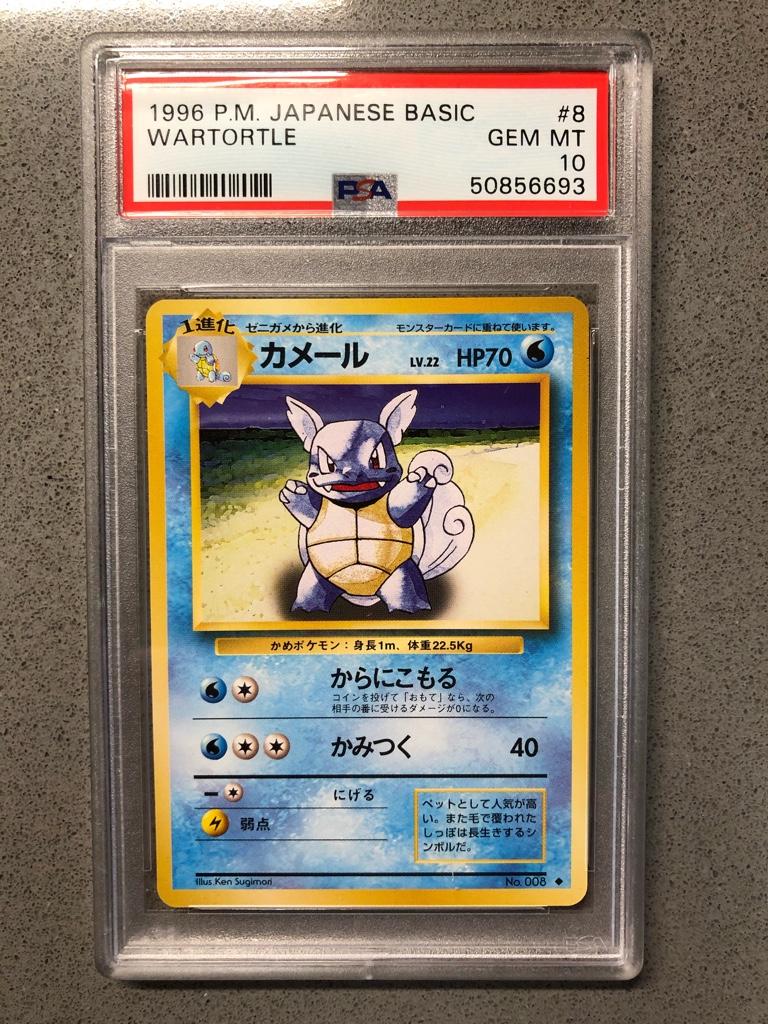 1996 P.M. JAPANESE BASIC #8
WARTORTLE GEM MT
10
PSA 50856693
1進化 ゼニガメから進化 モンスターカードに重ねて使います。
カメール LV.22 HP70
かめポケモン：身長1m、体重22.5Kg
からにこもる
コインを投げて「おもて」なら、次の
相手の番に受けるダメージが0になる。
かみつく 40
にげる
弱点
ペットとして人気が高
い。また毛で覆われた
しっぽは長生きするシ
ンボルだ。
Illus.Ken Sugimori No. 008 ◆
PSA